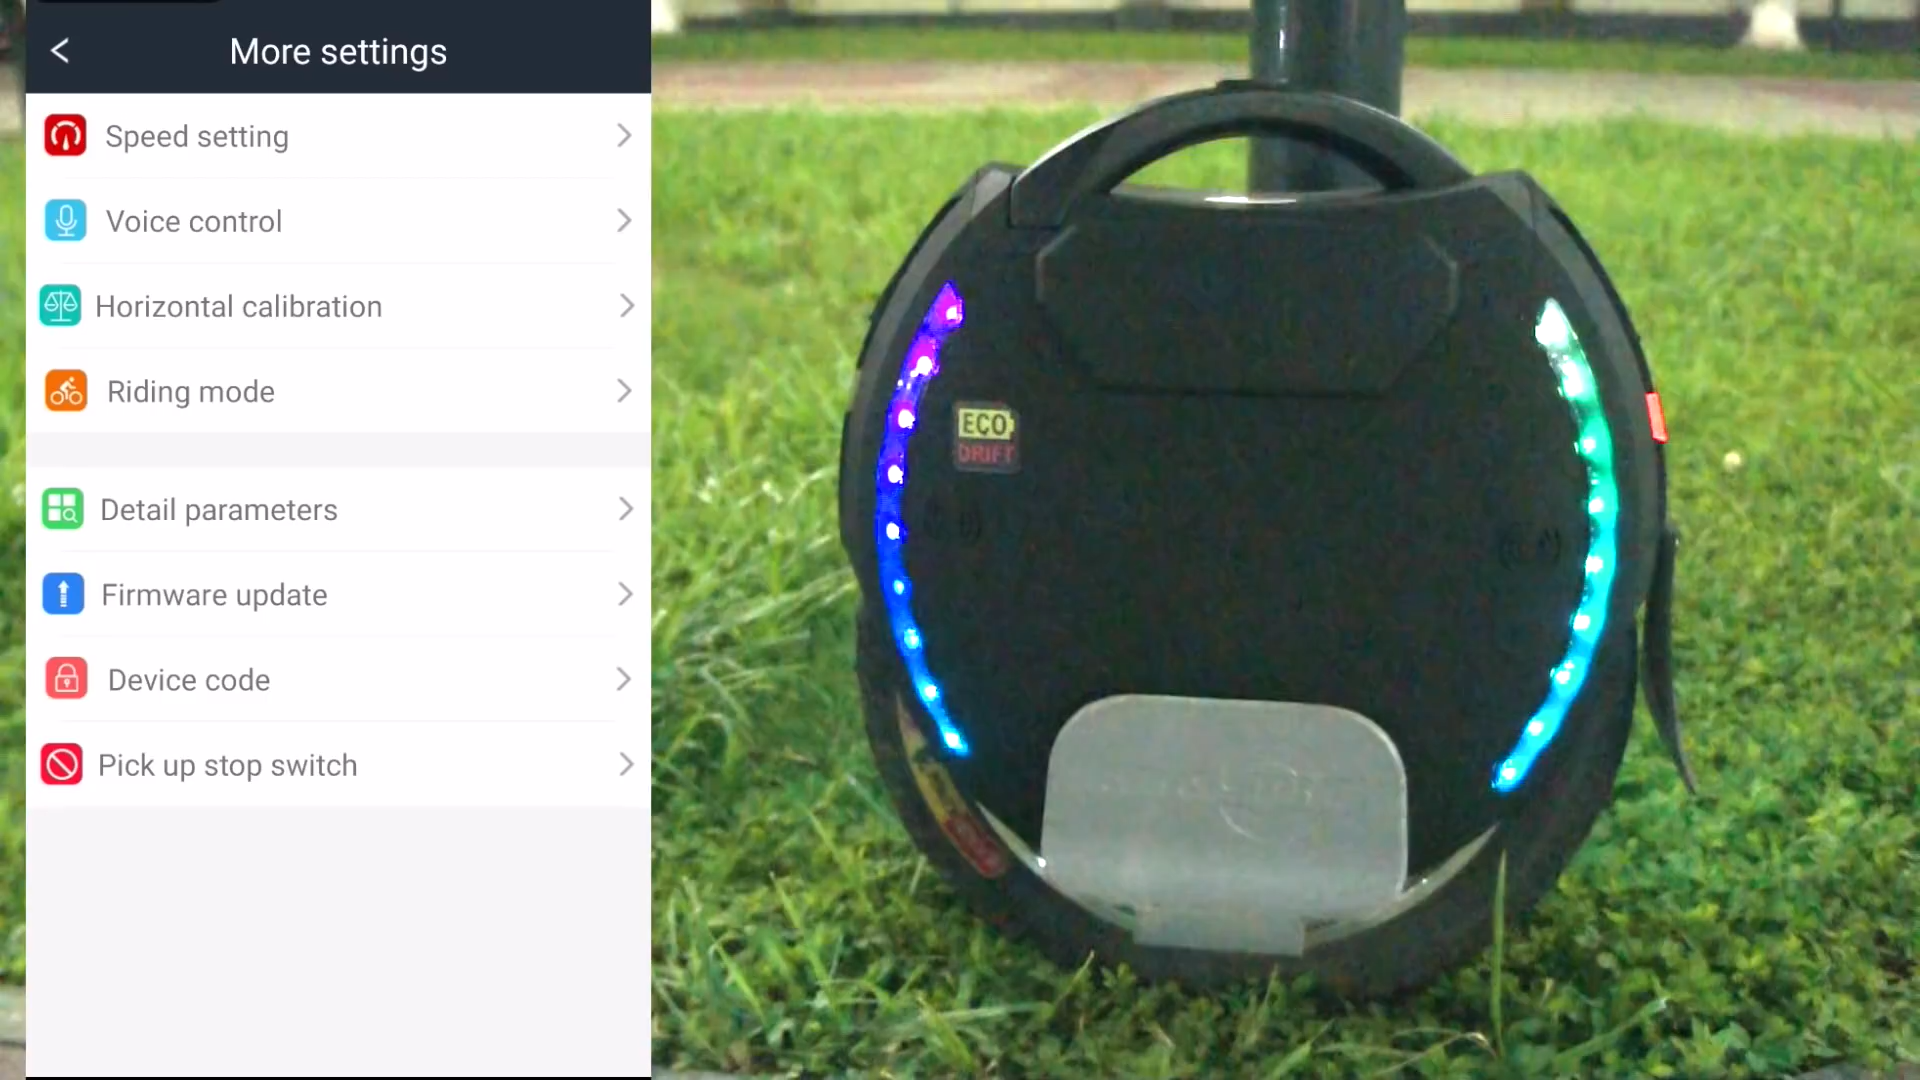 More settings
Speed setting
Voice control
Horizontal calibration
Riding mode
Detail parameters
Firmware update
Device code
Pick up stop switch
ECO
DRIFT